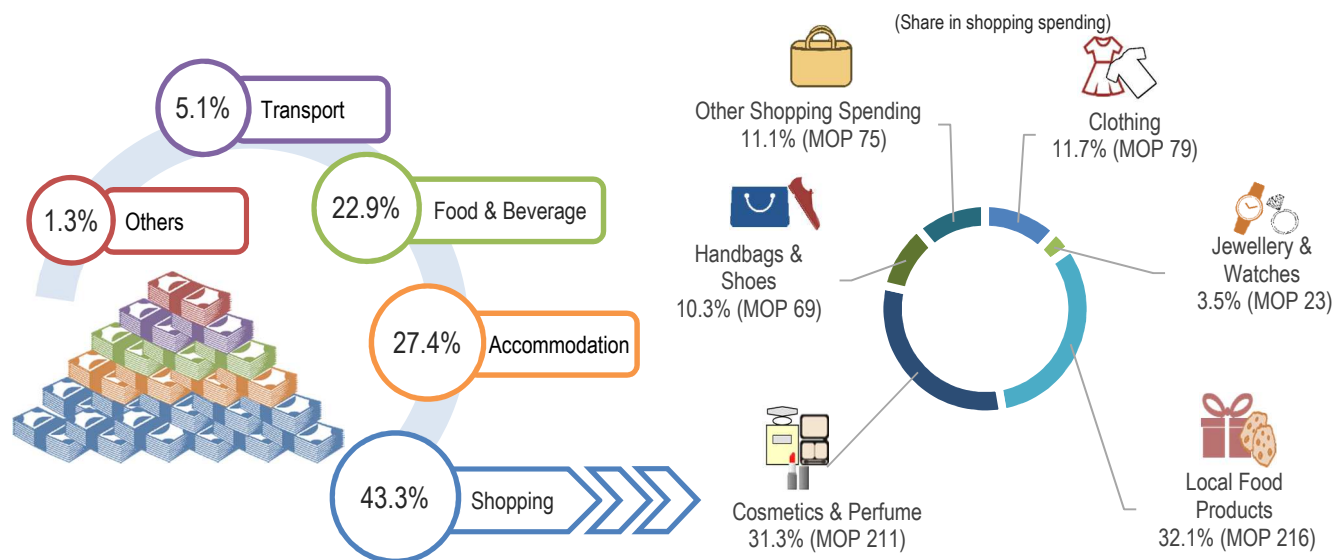 5.1%
Transport
1.3%
Others
22.9%
Food & Beverage
27.4%
Accommodation
43.3%
Shopping
(Share in shopping spending)
Other Shopping Spending
11.1% (MOP 75)
Clothing
11.7% (MOP 79)
Handbags &
Shoes
10.3% (MOP 69)
Jewellery &
Watches
3.5% (MOP 23)
Cosmetics & Perfume
31.3% (MOP 211)
Local Food
Products
32.1% (MOP 216)